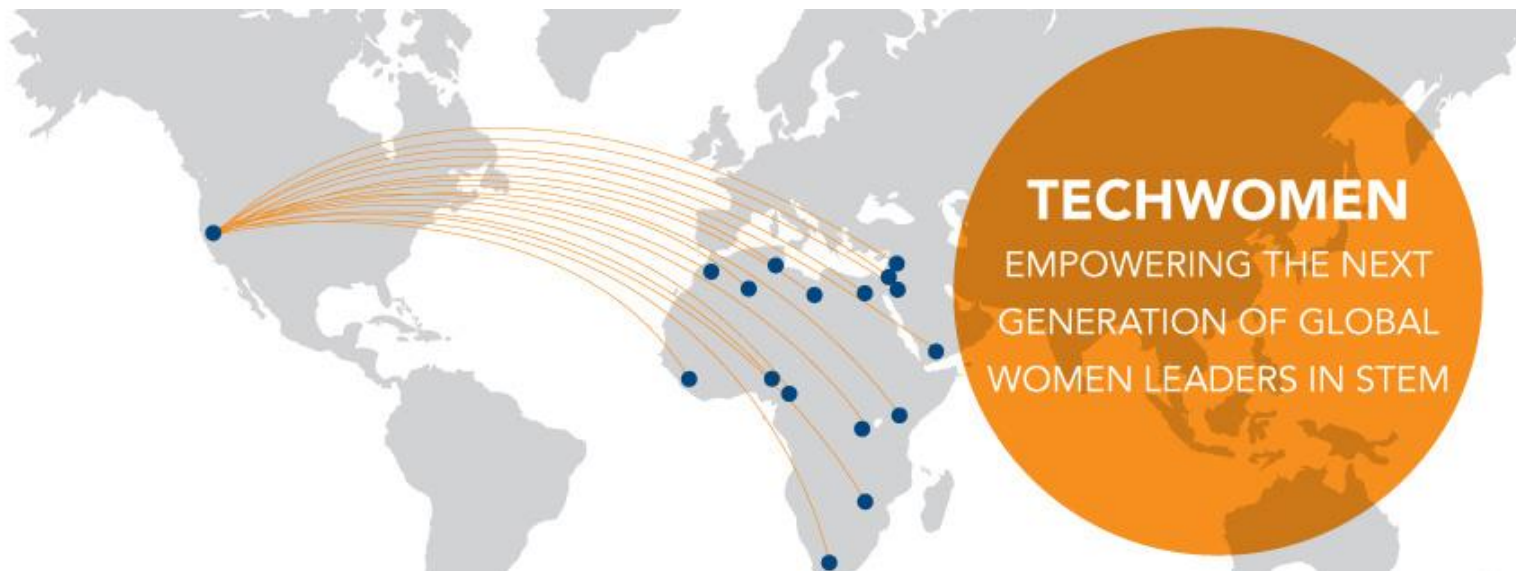 TECHWOMEN
EMPOWERING THE NEXT
GENERATION OF GLOBAL
WOMEN LEADERS IN STEM